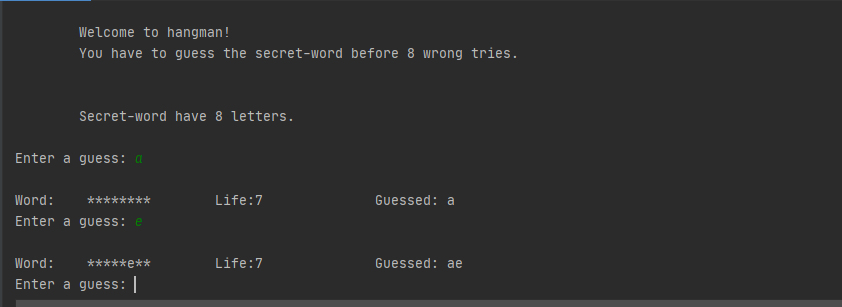 Welcome to hangman!
You have to guess the secret-word before 8 wrong tries.
Secret-word have 8 letters.
Enter a guess: a
Word: ******** Life:7 Guessed: a
Enter a guess: e
Word: *****e** Life:7 Guessed: ae
Enter a guess: